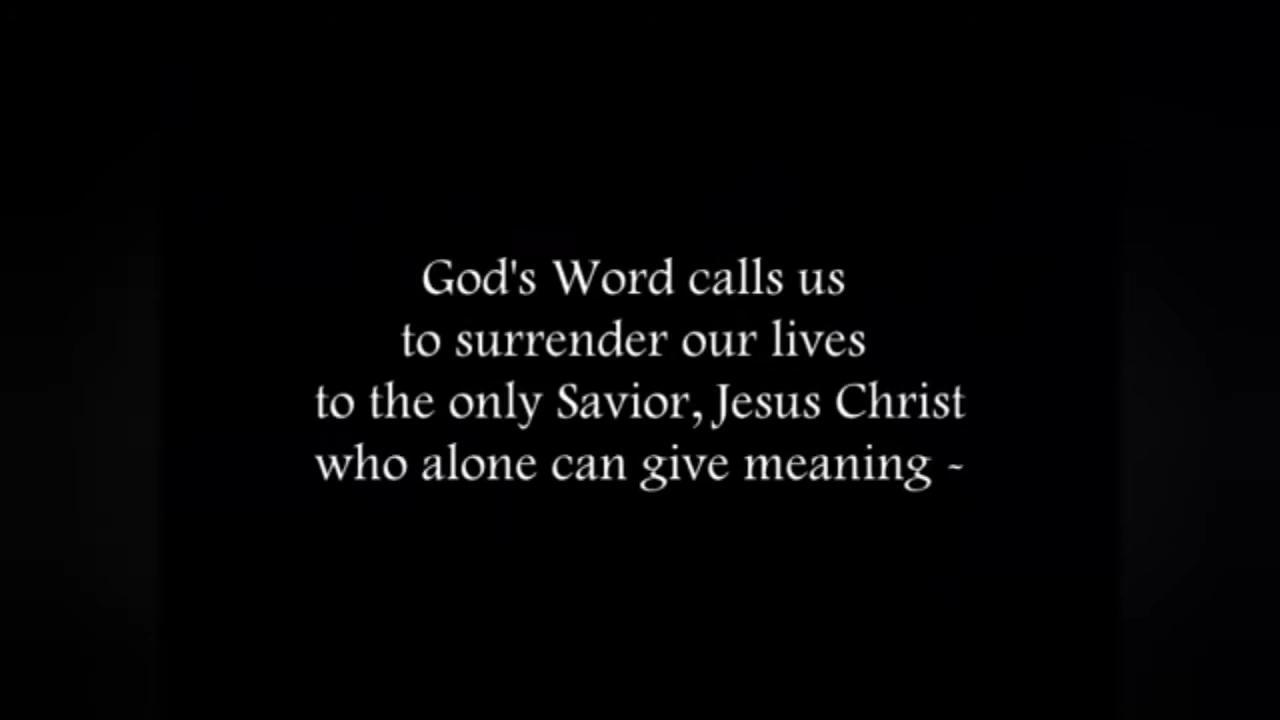 God's Word calls us
to surrender our lives
to the only Savior, Jesus Christ
who alone can give meaning -